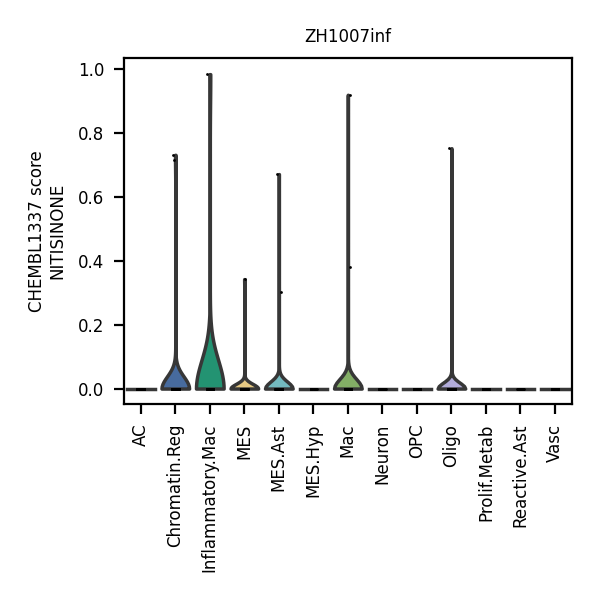 ZH1007inf
CHEMBL1337 score
NITISINONE
1.0
0.8
0.6
0.4
0.2
0.0
AC
Chromatin.Reg
Inflammatory.Mac
MES
MES.Ast
MES.Hyp
Mac
Neuron
OPC
Oligo
Prolif.Metab
Reactive.Ast
Vasc